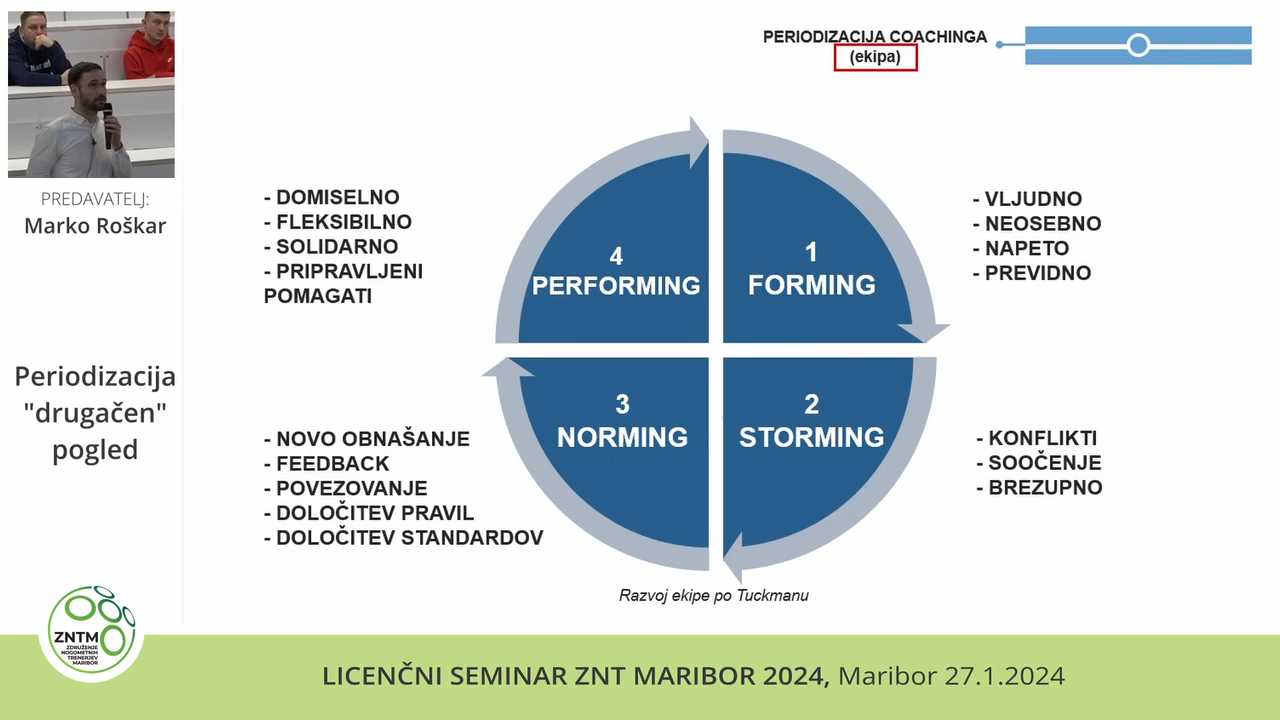 PERIODIZACIJA COACHINGA
(ekipa)
PREDAVATELJ:
Marko Roškar
Periodizacija
"drugačen"
pogled
- DOMISELNO
- FLEKSIBILNO
- SOLIDARNO
- PRIPRAVLJENI
POMAGATI
4
PERFORMING
1
FORMING
- VLJUDNO
- NEOSEBNO
- NAPETO
- PREVIDNO
- NOVO OBNAŠANJE
- FEEDBACK
- POVEZOVANJE
- DOLOČITEV PRAVIL
- DOLOČITEV STANDARDOV
3
NORMING
2
STORMING
- KONFLIKTI
- SOOČENJE
- BREZUPNO
Razvoj ekipe po Tuckmanu
ZNTM
ZDRUŽENJE
NOGOMETNIH
TRENERJEV
MARIBOR
LICENČNI SEMINAR ZNT MARIBOR 2024, Maribor 27.1.2024